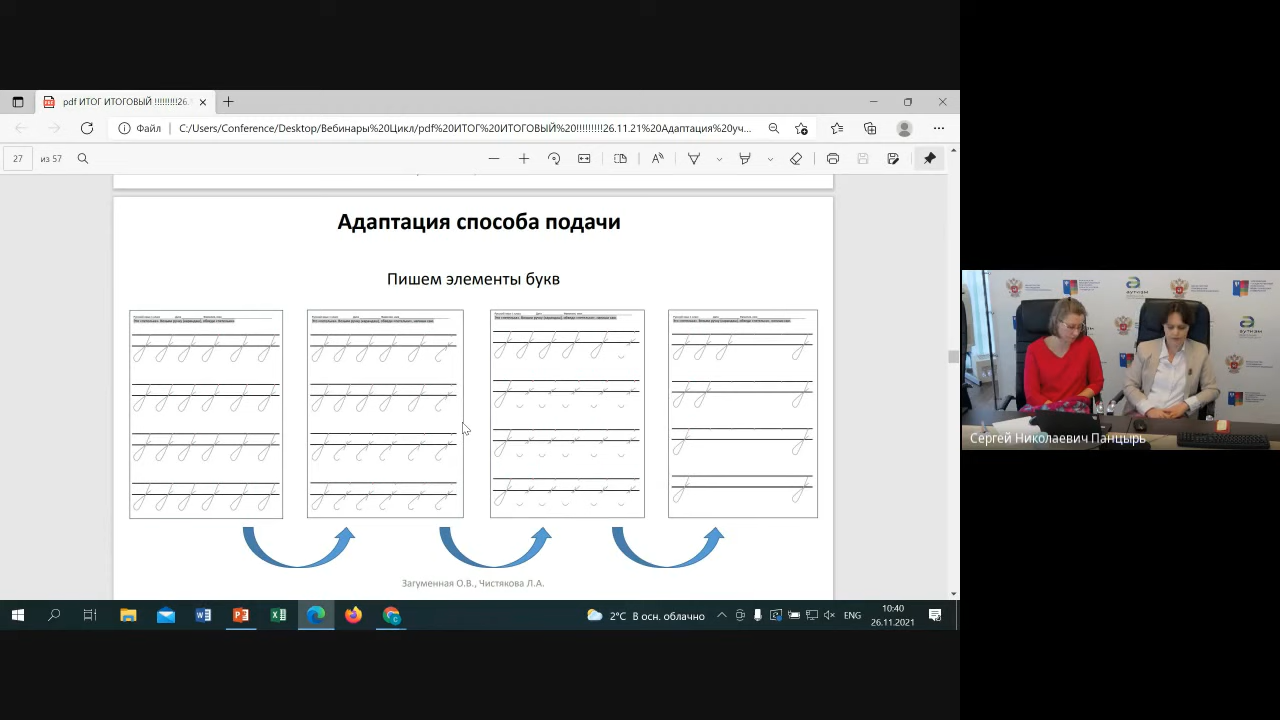 pdf ИТОГ ИТОГОВЫЙ !!!!!!!!!26.
Файл
C:/Users/Conference/Desktop/Вебинары%20Цикл/pdf%20ИТОГ%20ИТОГОВЫЙ%20!!!!!!!!!26.11.21%20Адаптация%20уч...
27 из 57
Адаптация способа подачи
Пишем элементы букв
Загуменная О.В., Чистякова Л.А.
аутизм
Сергей Николаевич Панцырь
2°C В осн. облачно
ENG
10:40
26.11.2021